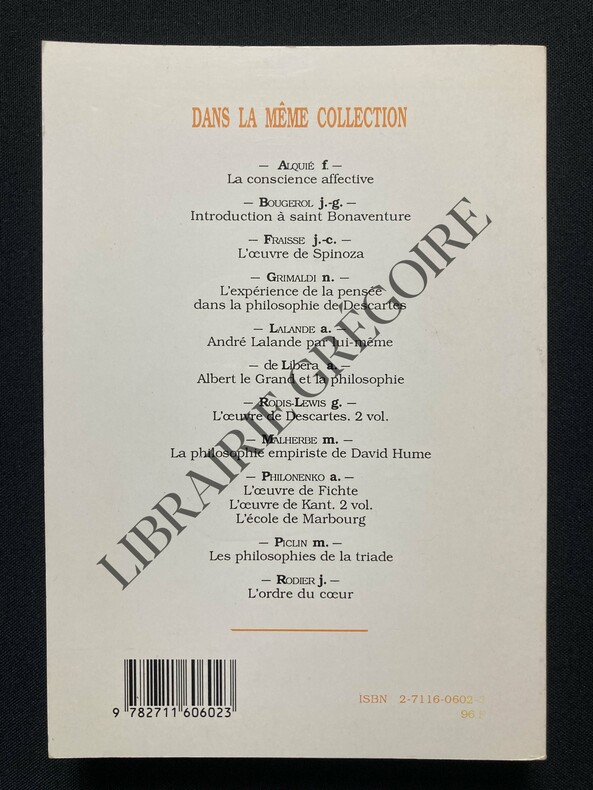 DANS LA MÊME COLLECTION
— ALQUIÉ f. —
La conscience affective
— BOUGEROL j.-g. —
Introduction à saint Bonaventure
— FRAISSE j.-c. —
L'œuvre de Spinoza
— GRIMALDI n. —
L'expérience de la pensée
dans la philosophie de Descartes
— LALANDE a. —
André Lalande par lui-même
— de Libéra a. —
Albert le Grand et la philosophie
— RODIS-LEWIS g. —
L'œuvre de Descartes. 2 vol.
— MALHERBE m. —
La philosophie empiriste de David Hume
— PHILONENKO a. —
L'œuvre de Fichte
L'œuvre de Kant. 2 vol.
L'école de Marbourg
— PICLIN m. —
Les philosophies de la triade
— RODIER j. —
L'ordre du cœur
LIBRAIRIE GRÉGOIRE
ISBN 2-7116-0602-
96
9 782711 606023